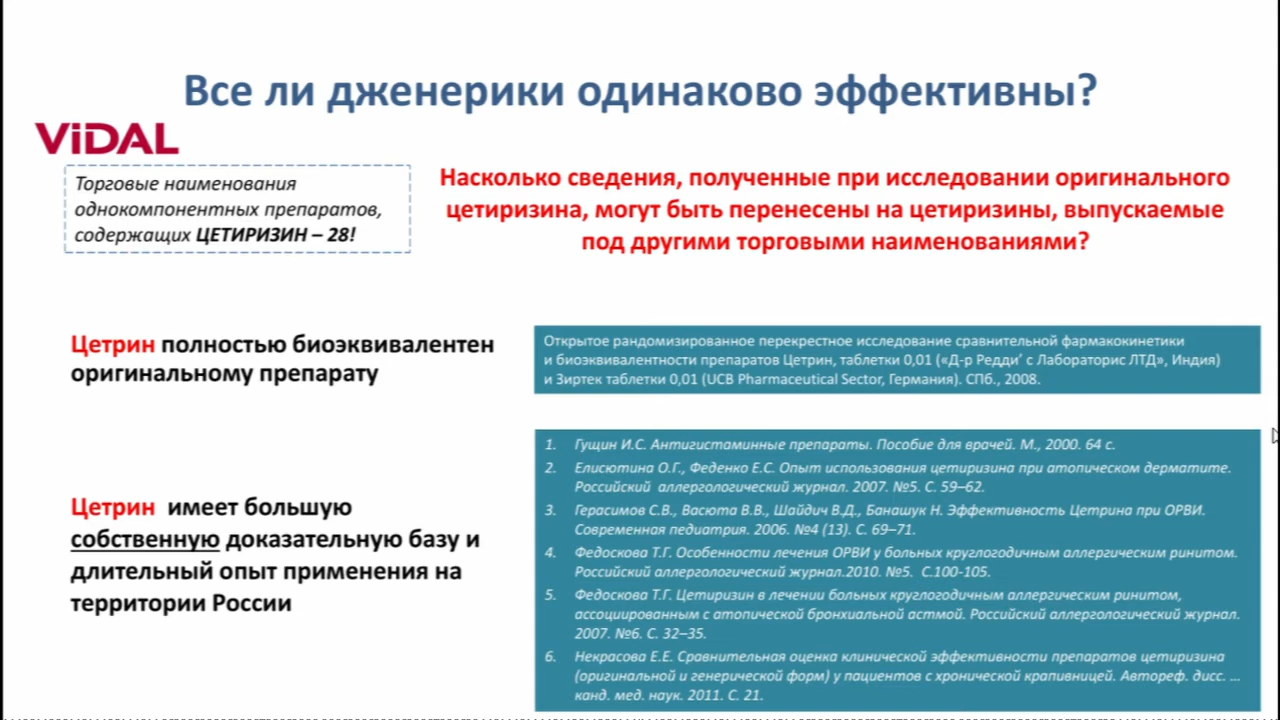 Все ли дженерики одинаково эффективны?
ViDAL
Торговые наименования
однокомпонентных препаратов,
содержащих ЦЕТИРИЗИН – 28!
Насколько сведения, полученные при исследовании оригинального
цетиризина, могут быть перенесены на цетиризины, выпускаемые
под другими торговыми наименованиями?
Цетрин полностью биоэквивалентен
оригинальному препарату
Открытое рандомизированное перекрестное исследование сравнительной фармакокинетики
и биоэквивалентности препаратов Цетрин, таблетки 0,01 («Д-р Редди' с Лабораторис ЛТД», Индия)
и Зиртек таблетки 0,01 (UCB Pharmaceutical Sector, Германия). СПб., 2008.
Цетрин имеет большую
собственную доказательную базу и
длительный опыт применения на
территории России
1. Гущин И.С. Антигистаминные препараты. Пособие для врачей. М., 2000. 64 с.
2. Елисютина О.Г., Феденко Е.С. Опыт использования цетиризина при атопическом дерматите.
Российский аллергологический журнал. 2007. №5. С. 59–62.
3. Герасимов С.В., Васюта В.В., Шайдич В.Д., Банашук Н. Эффективность Цетрина при ОРВИ.
Современная педиатрия. 2006. №4 (13). С. 69–71.
4. Федоскова Т.Г. Особенности лечения ОРВИ у больных круглогодичным аллергическим ринитом.
Российский аллергологический журнал.2010. №5. С.100-105.
5. Федоскова Т.Г. Цетиризин в лечении больных круглогодичным аллергическим ринитом,
ассоциированным с атопической бронхиальной астмой. Российский аллергологический журнал.
2007. №6. С. 32–35.
6. Некрасова Е.Е. Сравнительная оценка клинической эффективности препаратов цетиризина
(оригинальной и генерической форм) у пациентов с хронической крапивницей. Автореф. дисс. ...
канд. мед. наук. 2011. С. 21.